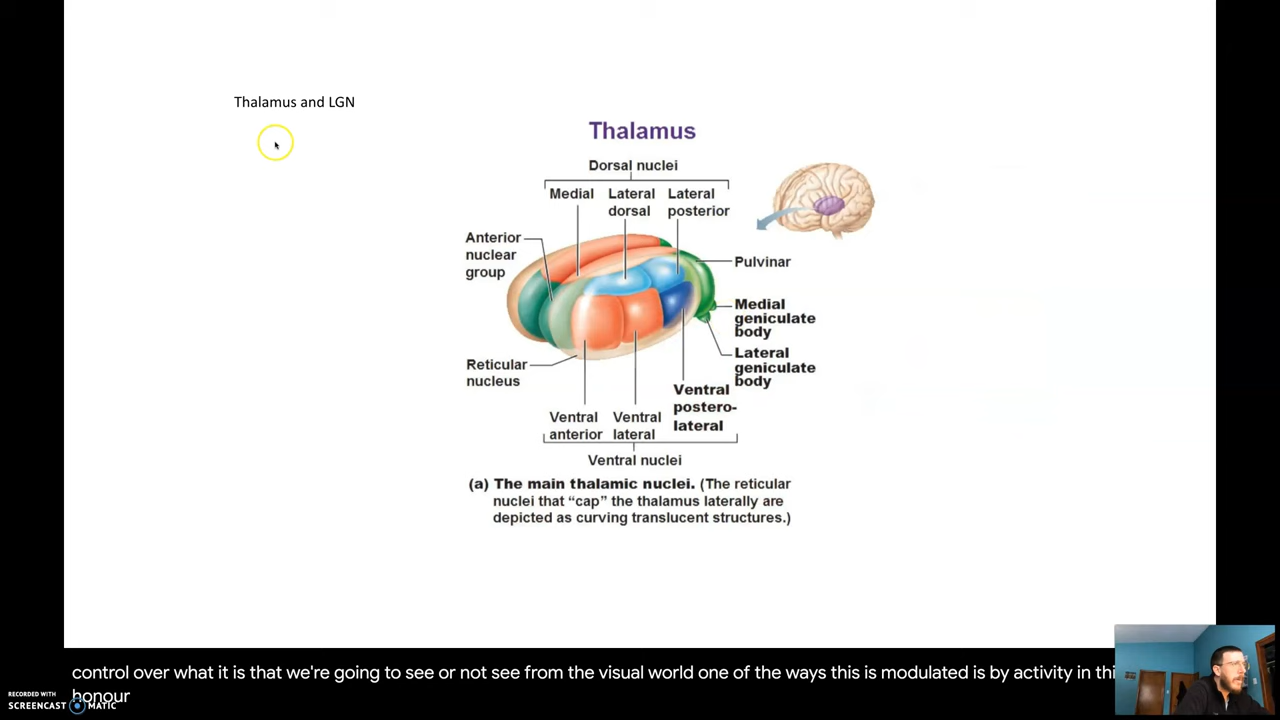 Thalamus and LGN
Thalamus
Dorsal nuclei
Medial
Lateral
dorsal
Lateral
posterior
Anterior
nuclear
group
Pulvinar
Medial
geniculate
body
Lateral
geniculate
body
Reticular
nucleus
Ventral
postero-
lateral
Ventral
anterior
Ventral
lateral
Ventral nuclei
(a) The main thalamic nuclei. (The reticular
nuclei that “cap” the thalamus laterally are
depicted as curving translucent structures.)
control over what it is that we're going to see or not see from the visual world one of the ways this is modulated is by activity in
honour
RECORDED WITH
SCREENCAST MATIC